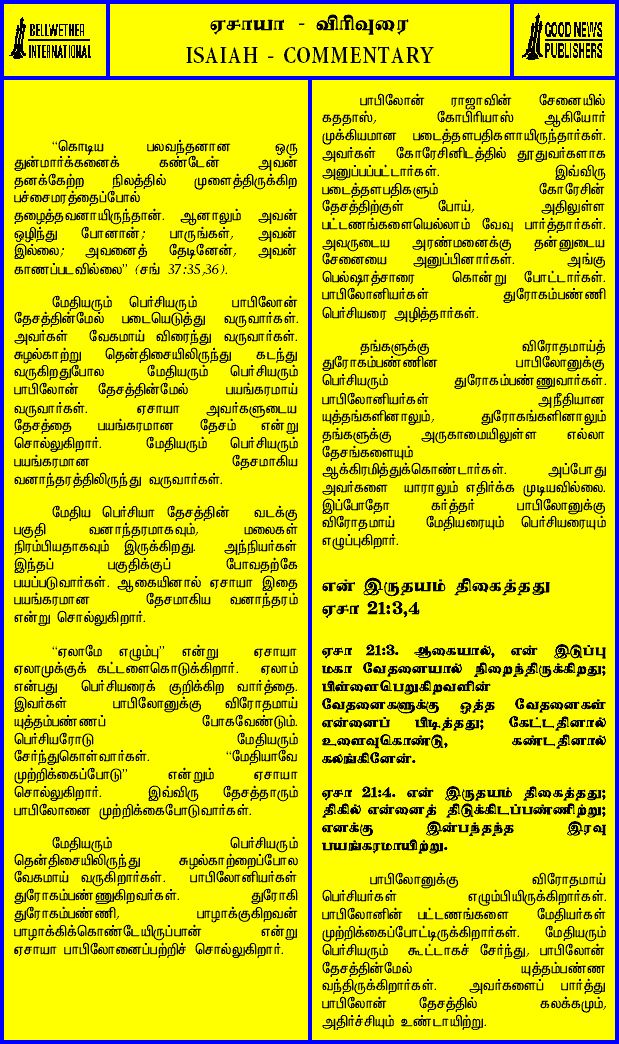 BELLWETHER
INTERNATIONAL
ஏசாயா - விரிவுரை
ISAIAH - COMMENTARY
GOOD NEWS
PUBLISHERS
“கொடிய பலவந்தனான ஒரு
துன்மார்க்கனைக் கண்டேன் அவன்
தனக்கேற்ற நிலத்தில் முளைத்திருக்கிற
பச்சைமரத்தைப்போல்
தழைத்தவனாயிருந்தான். ஆனாலும் அவன்
ஒழிந்து போனான்; பாருங்கள், அவன்
இல்லை; அவனைத் தேடினேன், அவன்
காணப்படவில்லை” (சங் 37:35,36).
மேதியரும் பெர்சியரும் பாபிலோன்
தேசத்தின்மேல் படையெடுத்து வருவார்கள்.
அவர்கள் வேகமாய் விரைந்து வருவார்கள்.
சுழல்காற்று தென்திசையிலிருந்து கடந்து
வருகிறதுபோல மேதியரும் பெர்சியரும்
பாபிலோன் தேசத்தின்மேல் பயங்கரமாய்
வருவார்கள். ஏசாயா அவர்களுடைய
தேசத்தை பயங்கரமான தேசம் என்று
சொல்லுகிறார். மேதியரும் பெர்சியரும்
பயங்கரமான தேசமாகிய
வனாந்தரத்திலிருந்து வருவார்கள்.
மேதிய பெர்சியா தேசத்தின் வடக்கு
பகுதி வனாந்தரமாகவும், மலைகள்
நிரம்பியதாகவும் இருக்கிறது. அந்நியர்கள்
இந்தப் பகுதிக்குப் போவதற்கே
பயப்படுவார்கள். ஆகையினால் ஏசாயா இதை
பயங்கரமான தேசமாகிய வனாந்தரம்
என்று சொல்லுகிறார்.
“ஏலாமே எழும்பு” என்று ஏசாயா
ஏலாமுக்குக் கட்டளைகொடுக்கிறார். ஏலாம்
என்பது பெர்சியரைக் குறிக்கிற வார்த்தை.
இவர்கள் பாபிலோனுக்கு விரோதமாய்
யுத்தம்பண்ணப் போகவேண்டும்.
பெர்சியரோடு மேதியரும்
சேர்ந்துகொள்வார்கள். “மேதியாவே
முற்றிக்கைப்போடு” என்றும் ஏசாயா
சொல்லுகிறார். இவ்விரு தேசத்தாரும்
பாபிலோனை முற்றிக்கைபோடுவார்கள்.
மேதியரும் பெர்சியரும்
தென்திசையிலிருந்து சுழல்காற்றைப்போல
வேகமாய் வருகிறார்கள். பாபிலோனியர்கள்
துரோகம்பண்ணுகிறவர்கள். துரோகி
துரோகம்பண்ணி, பாழாக்குகிறவன்
பாழாக்கிக்கொண்டேயிருப்பான் என்று
ஏசாயா பாபிலோனைப்பற்றிச் சொல்லுகிறார்.
பாபிலோன் ராஜாவின் சேனையில்
கததாஸ், கோபிரியாஸ் ஆகியோர்
முக்கியமான படைத்தளபதிகளாயிருந்தார்கள்.
அவர்கள் கோரேசினிடத்தில் தூதுவர்களாக
அனுப்பப்பட்டார்கள். இவ்விரு
படைத்தளபதிகளும் கோரேசின்
தேசத்திற்குள் போய், அதிலுள்ள
பட்டணங்களையெல்லாம் வேவு பார்த்தார்கள்.
அவருடைய அரண்மனைக்கு தன்னுடைய
சேனையை அனுப்பினார்கள். அங்கு
பெல்ஷாத்சாரை கொன்று போட்டார்கள்.
பாபிலோனியர்கள் துரோகம்பண்ணி
பெர்சியரை அழித்தார்கள்.
தங்களுக்கு விரோதமாய்த்
துரோகம்பண்ணின பாபிலோனுக்கு
பெர்சியரும் துரோகம்பண்ணுவார்கள்.
பாபிலோனியர்கள் அநீதியான
யுத்தங்களினாலும், துரோகங்களினாலும்
தங்களுக்கு அருகாமையிலுள்ள எல்லா
தேசங்களையும்
ஆக்கிரமித்துக்கொண்டார்கள். அப்போது
அவர்களை யாராலும் எதிர்க்க முடியவில்லை.
இப்போதோ கர்த்தர் பாபிலோனுக்கு
விரோதமாய் மேதியரையும் பெர்சியரையும்
எழுப்புகிறார்.
என் இருதயம் திகைத்தது
ஏசா 21:3,4
ஏசா 21:3. ஆகையால், என் இடுப்பு
மகா வேதனையால் நிறைந்திருக்கிறது;
பிள்ளைபெறுகிறவளின்
வேதனைகளுக்கு ஒத்த வேதனைகள்
என்னைப் பிடித்தது; கேட்டதினால்
உளைவுகொண்டு, கண்டதினால்
கலங்கினேன்.
ஏசா 21:4. என் இருதயம் திகைத்தது;
திகில் என்னைத் திடுக்கிடப்பண்ணிற்று;
எனக்கு இன்பந்தந்த இரவு
பயங்கரமாயிற்று.
பாபிலோனுக்கு விரோதமாய்
பெர்சியர்கள் எழும்பியிருக்கிறார்கள்.
பாபிலோனின் பட்டணங்களை மேதியர்கள்
முற்றிக்கைப்போட்டிருக்கிறார்கள். மேதியரும்
பெர்சியரும் கூட்டாகச் சேர்ந்து, பாபிலோன்
தேசத்தின்மேல் யுத்தம்பண்ண
வந்திருக்கிறார்கள். அவர்களைப் பார்த்து
பாபிலோன் தேசத்தில் கலக்கமும்,
அதிர்ச்சியும் உண்டாயிற்று.